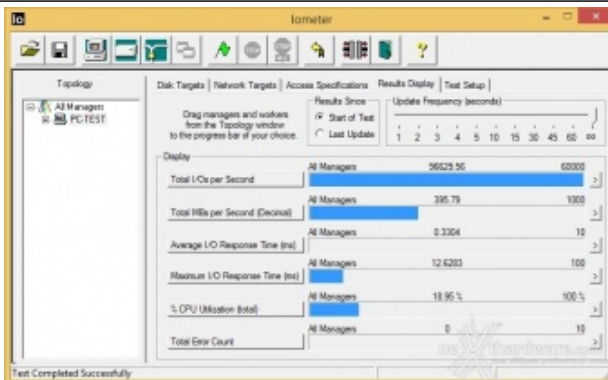 Io
Iometer
Topology
All Managers
PC-TEST
Disk Targets
Network Targets
Access Specifications
Results Display
Test Setup
Drag managers and workers
from the Topology window
to the progress bar of your choice.
Results Since
Start of Test
Last Update
Update Frequency (seconds)
1 2 3 4 5 10 15 30 45 60 oo
Display
All Managers 96629.56 60000
Total I/Os per Second
All Managers 395.79 1000
Total MBs per Second (Decimal)
All Managers 0.3304 10
Average I/O Response Time (ms)
All Managers 12.6283 100
Maximum I/O Response Time (ms)
All Managers 18.95 % 100 %
% CPU Utilization (total)
All Managers 0 10
Total Error Count
Test Completed Successfully